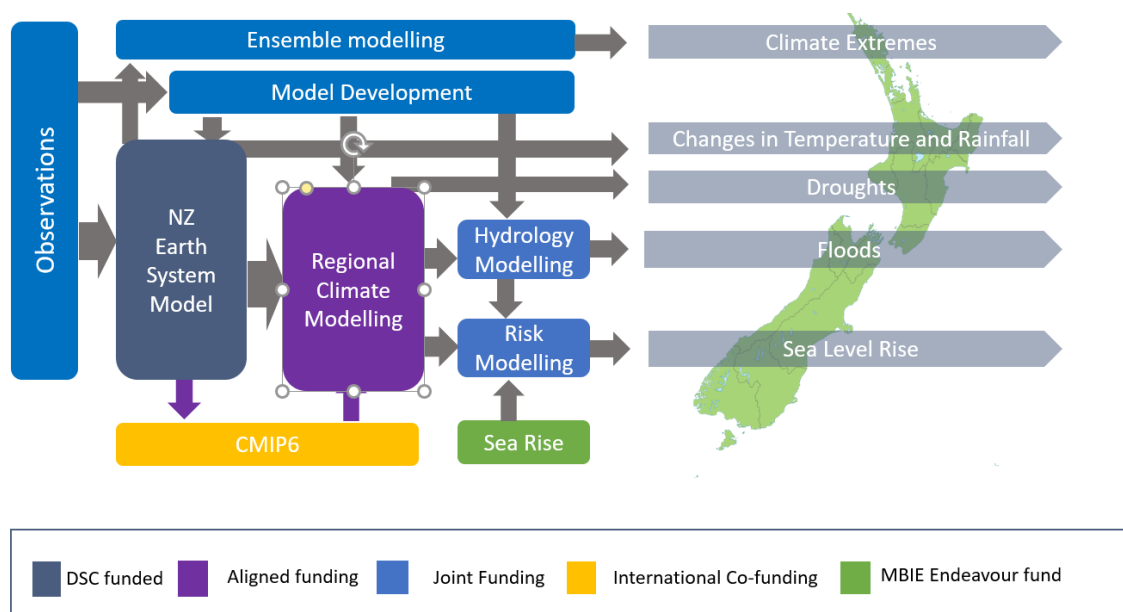 Observations
Ensemble modelling
Model Development
NZ
Earth
System
Model
Regional
Climate
Modelling
Hydrology
Modelling
Risk
Modelling
CMIP6
Sea Rise
Climate Extremes
Changes in Temperature and Rainfall
Droughts
Floods
Sea Level Rise
DSC funded
Aligned funding
Joint Funding
International Co-funding
MBIE Endeavour fund